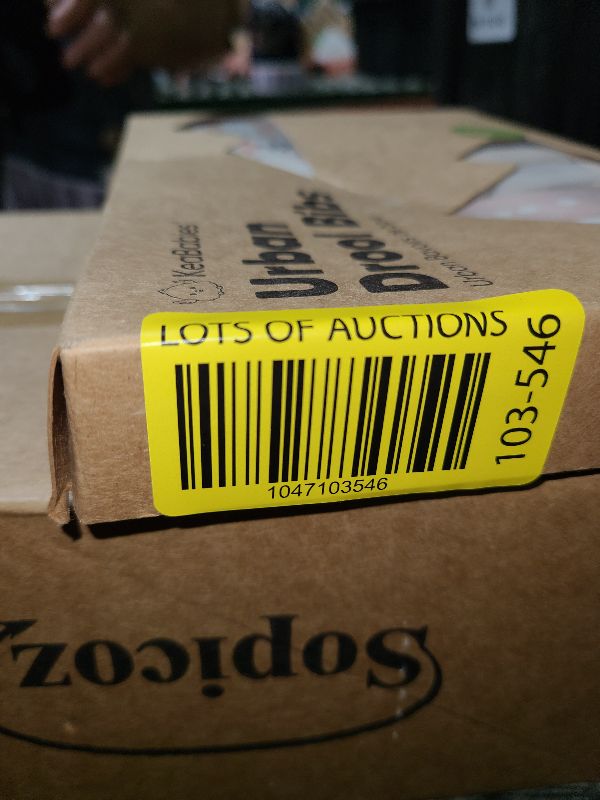 KeaBabies
Urban
Drool Bibs
LOTS OF AUCTIONS
103-546
1047103546
Sopicoz